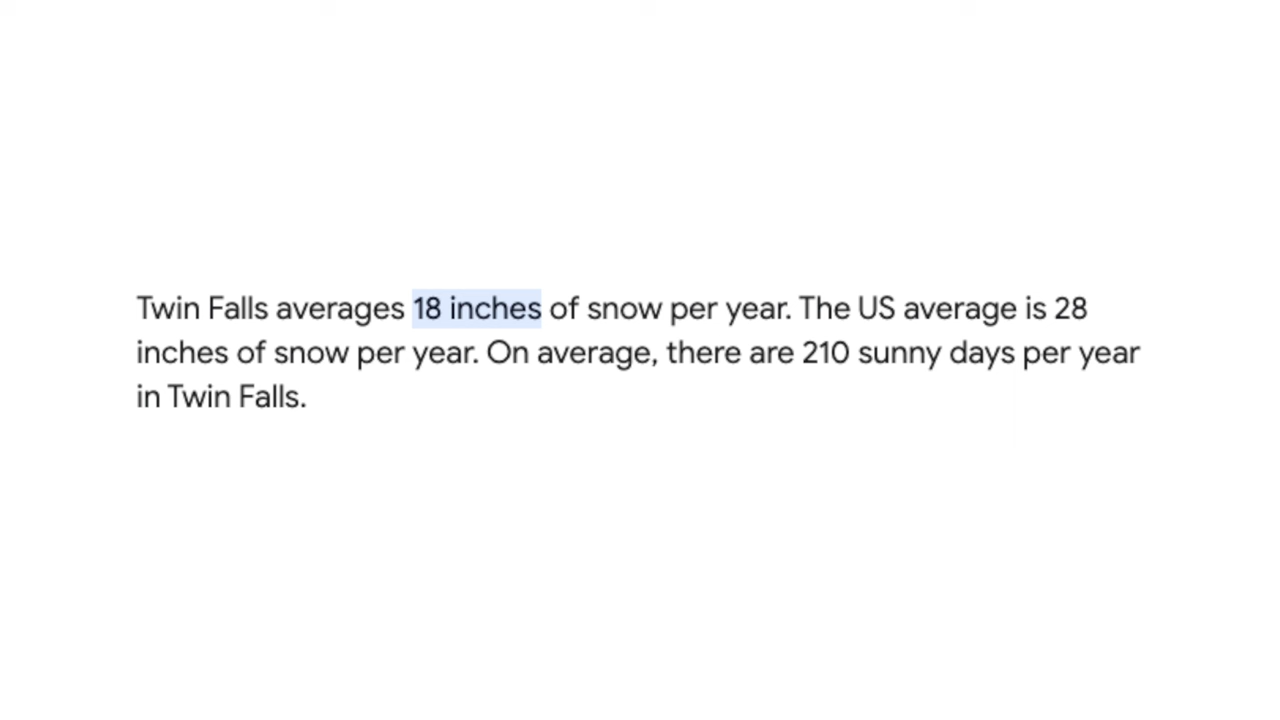 Twin Falls averages 18 inches of snow per year. The US average is 28
inches of snow per year. On average, there are 210 sunny days per year
in Twin Falls.